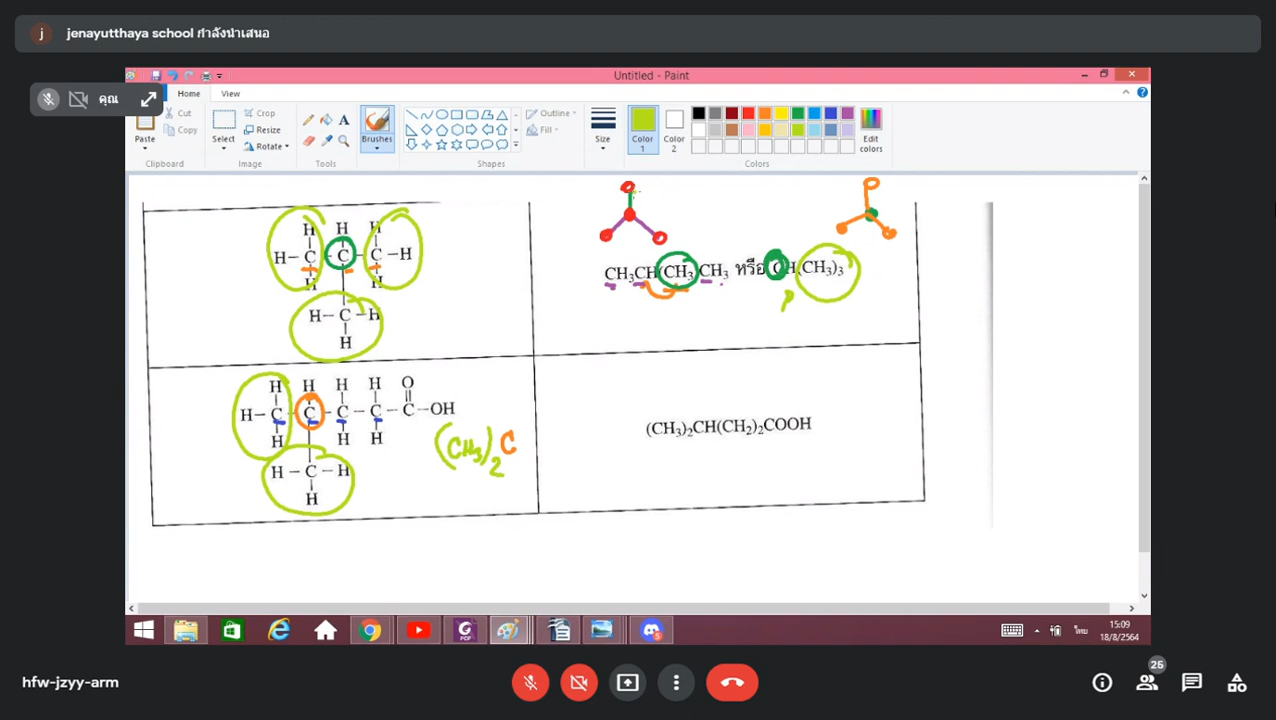 j jenayutthaya school กำลังนำเสนอ
Untitled - Paint
คุณ
Home View
Paste
Cut
Copy
Clipboard
Select
Crop
Resize
Rotate
Image
Tools
Brushes
Outline
Fill
Shapes
Size
Color 1
Color 2
Edit colors
Colors
H H H
H–C–C–C–H
H H
H–C–H
H
CH₃CH(CH₃)CH₃ หรือ CH(CH₃)₃
H H H H O
H–C–C–C–C–C–OH
H H H
(CH₃)₂C
H–C–H
H
(CH₃)₂CH(CH₂)₂COOH
ไทย
15:09
18/8/2564
hfw-jzyy-arm